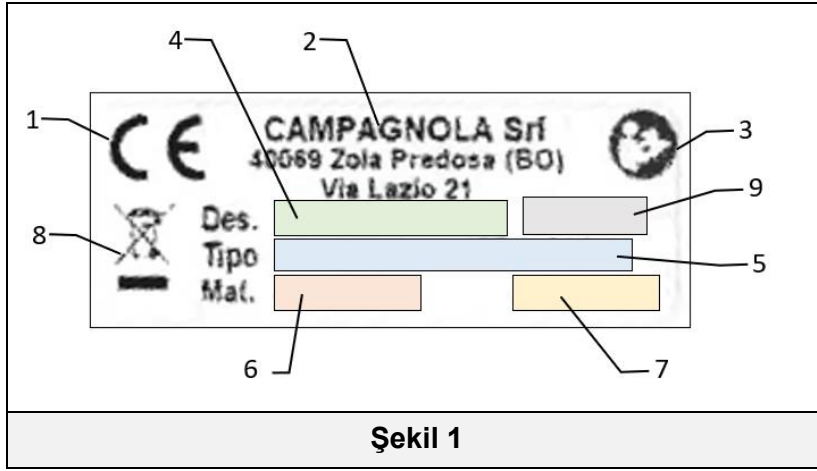 4
2
1
CE
CAMPAGNOLA Srl
3
40069 Zola Predosa (BO)
Via Lazio 21
9
8
Des.
Tipo
5
Mat.
6
7
Şekil 1